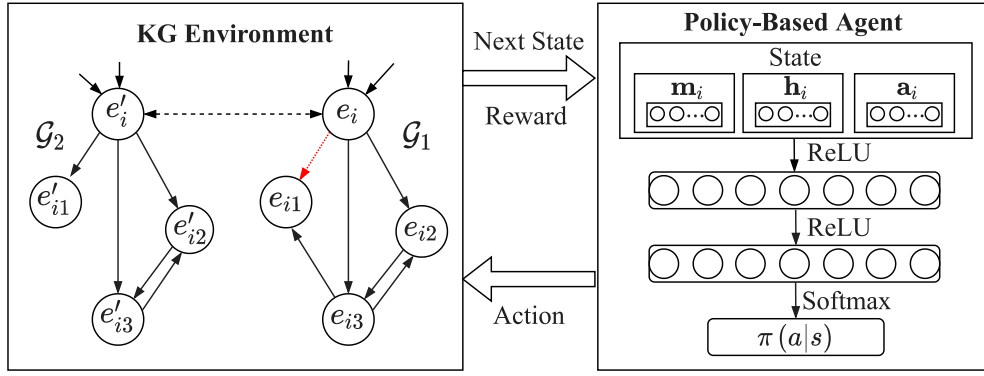 KG Environment
e′ᵢ
eᵢ
𝒢₂
𝒢₁
e′ᵢ₁
eᵢ₁
e′ᵢ₂
eᵢ₂
e′ᵢ₃
eᵢ₃
Next State
Reward
Action
Policy-Based Agent
State
mᵢ
hᵢ
aᵢ
ReLU
ReLU
Softmax
π (a|s)